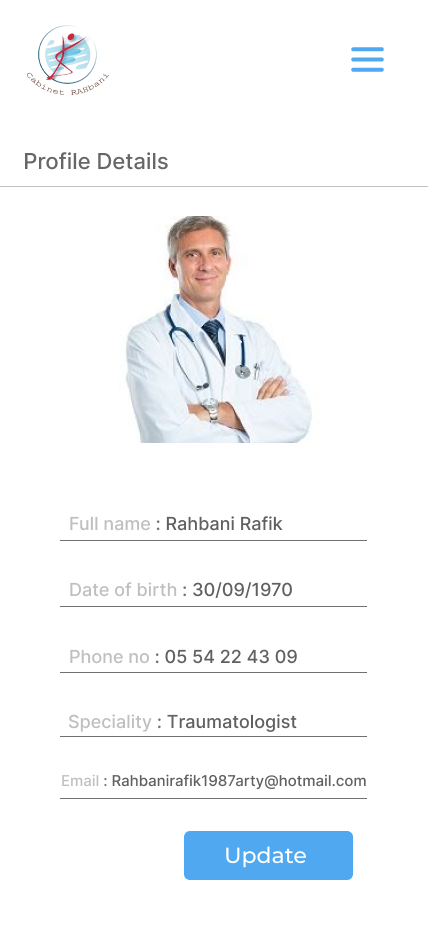 Cabinet RAHbani
Profile Details
Full name : Rahbani Rafik
Date of birth : 30/09/1970
Phone no : 05 54 22 43 09
Speciality : Traumatologist
Email : Rahbanirafik1987arty@hotmail.com
Update